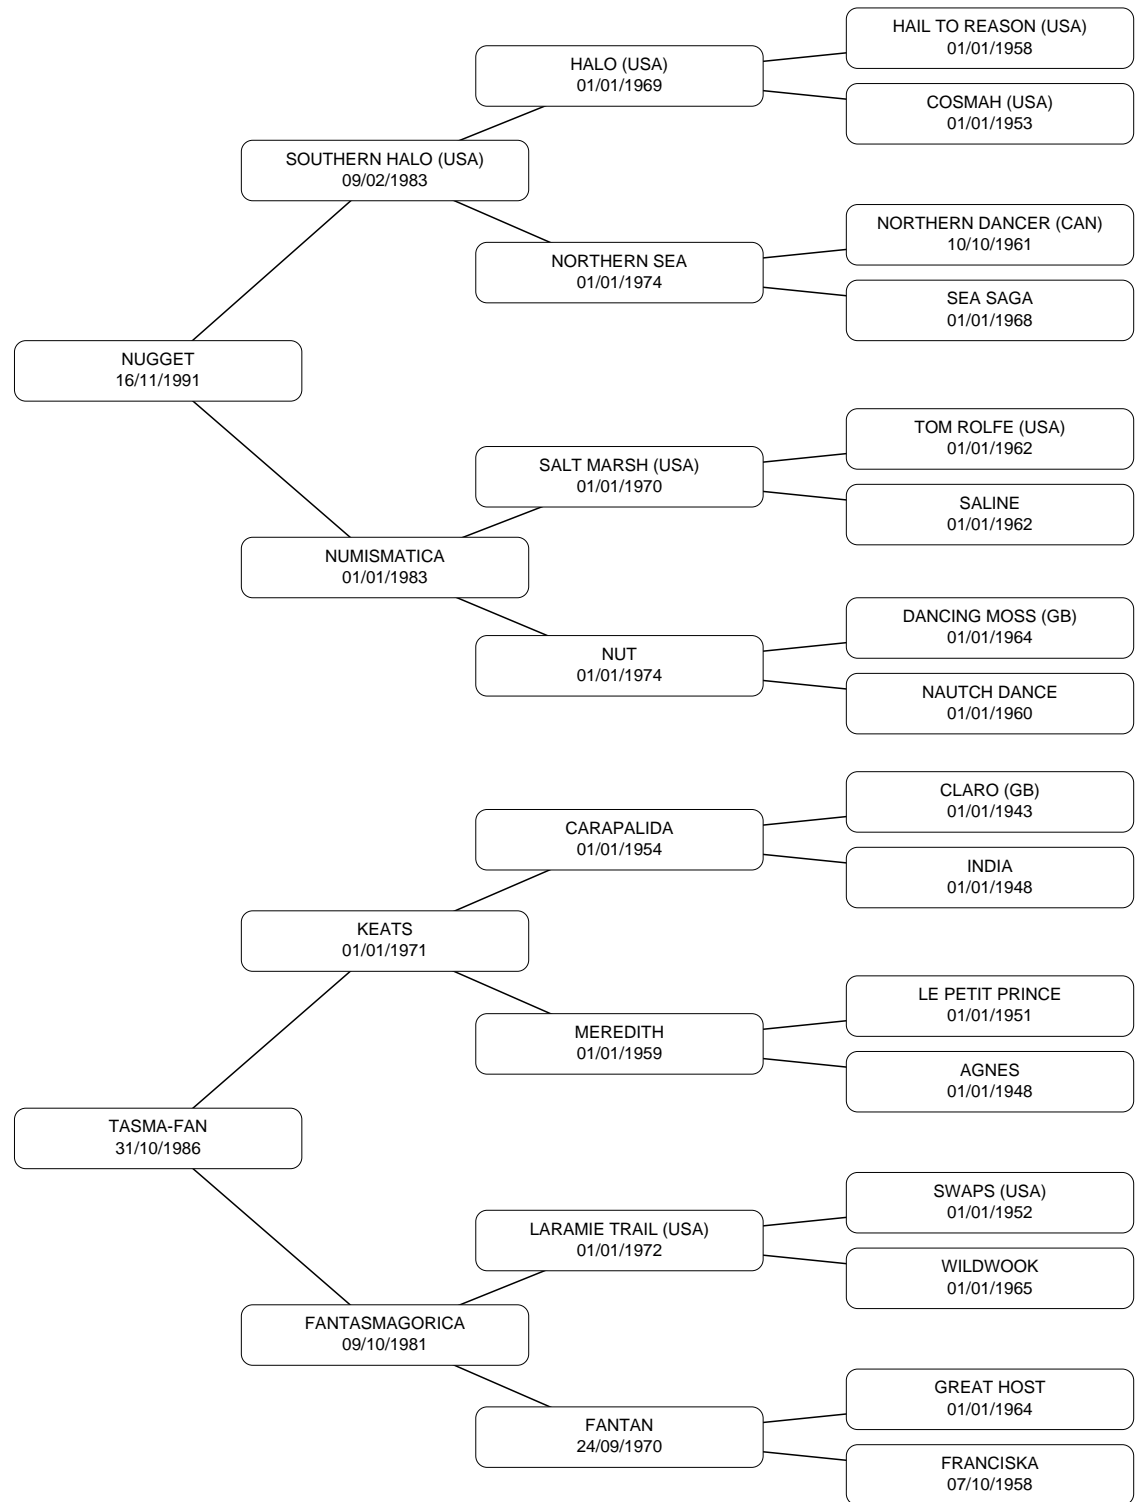 HAIL TO REASON (USA)
01/01/1958
HALO (USA)
01/01/1969
COSMAH (USA)
01/01/1953
SOUTHERN HALO (USA)
09/02/1983
NORTHERN DANCER (CAN)
10/10/1961
NORTHERN SEA
01/01/1974
SEA SAGA
01/01/1968
NUGGET
16/11/1991
TOM ROLFE (USA)
01/01/1962
SALT MARSH (USA)
01/01/1970
SALINE
01/01/1962
NUMISMATICA
01/01/1983
DANCING MOSS (GB)
01/01/1964
NUT
01/01/1974
NAUTCH DANCE
01/01/1960
CLARO (GB)
01/01/1943
CARAPALIDA
01/01/1954
INDIA
01/01/1948
KEATS
01/01/1971
LE PETIT PRINCE
01/01/1951
MEREDITH
01/01/1959
AGNES
01/01/1948
TASMA-FAN
31/10/1986
SWAPS (USA)
01/01/1952
LARAMIE TRAIL (USA)
01/01/1972
WILDWOOK
01/01/1965
FANTASMAGORICA
09/10/1981
GREAT HOST
01/01/1964
FANTAN
24/09/1970
FRANCISKA
07/10/1958